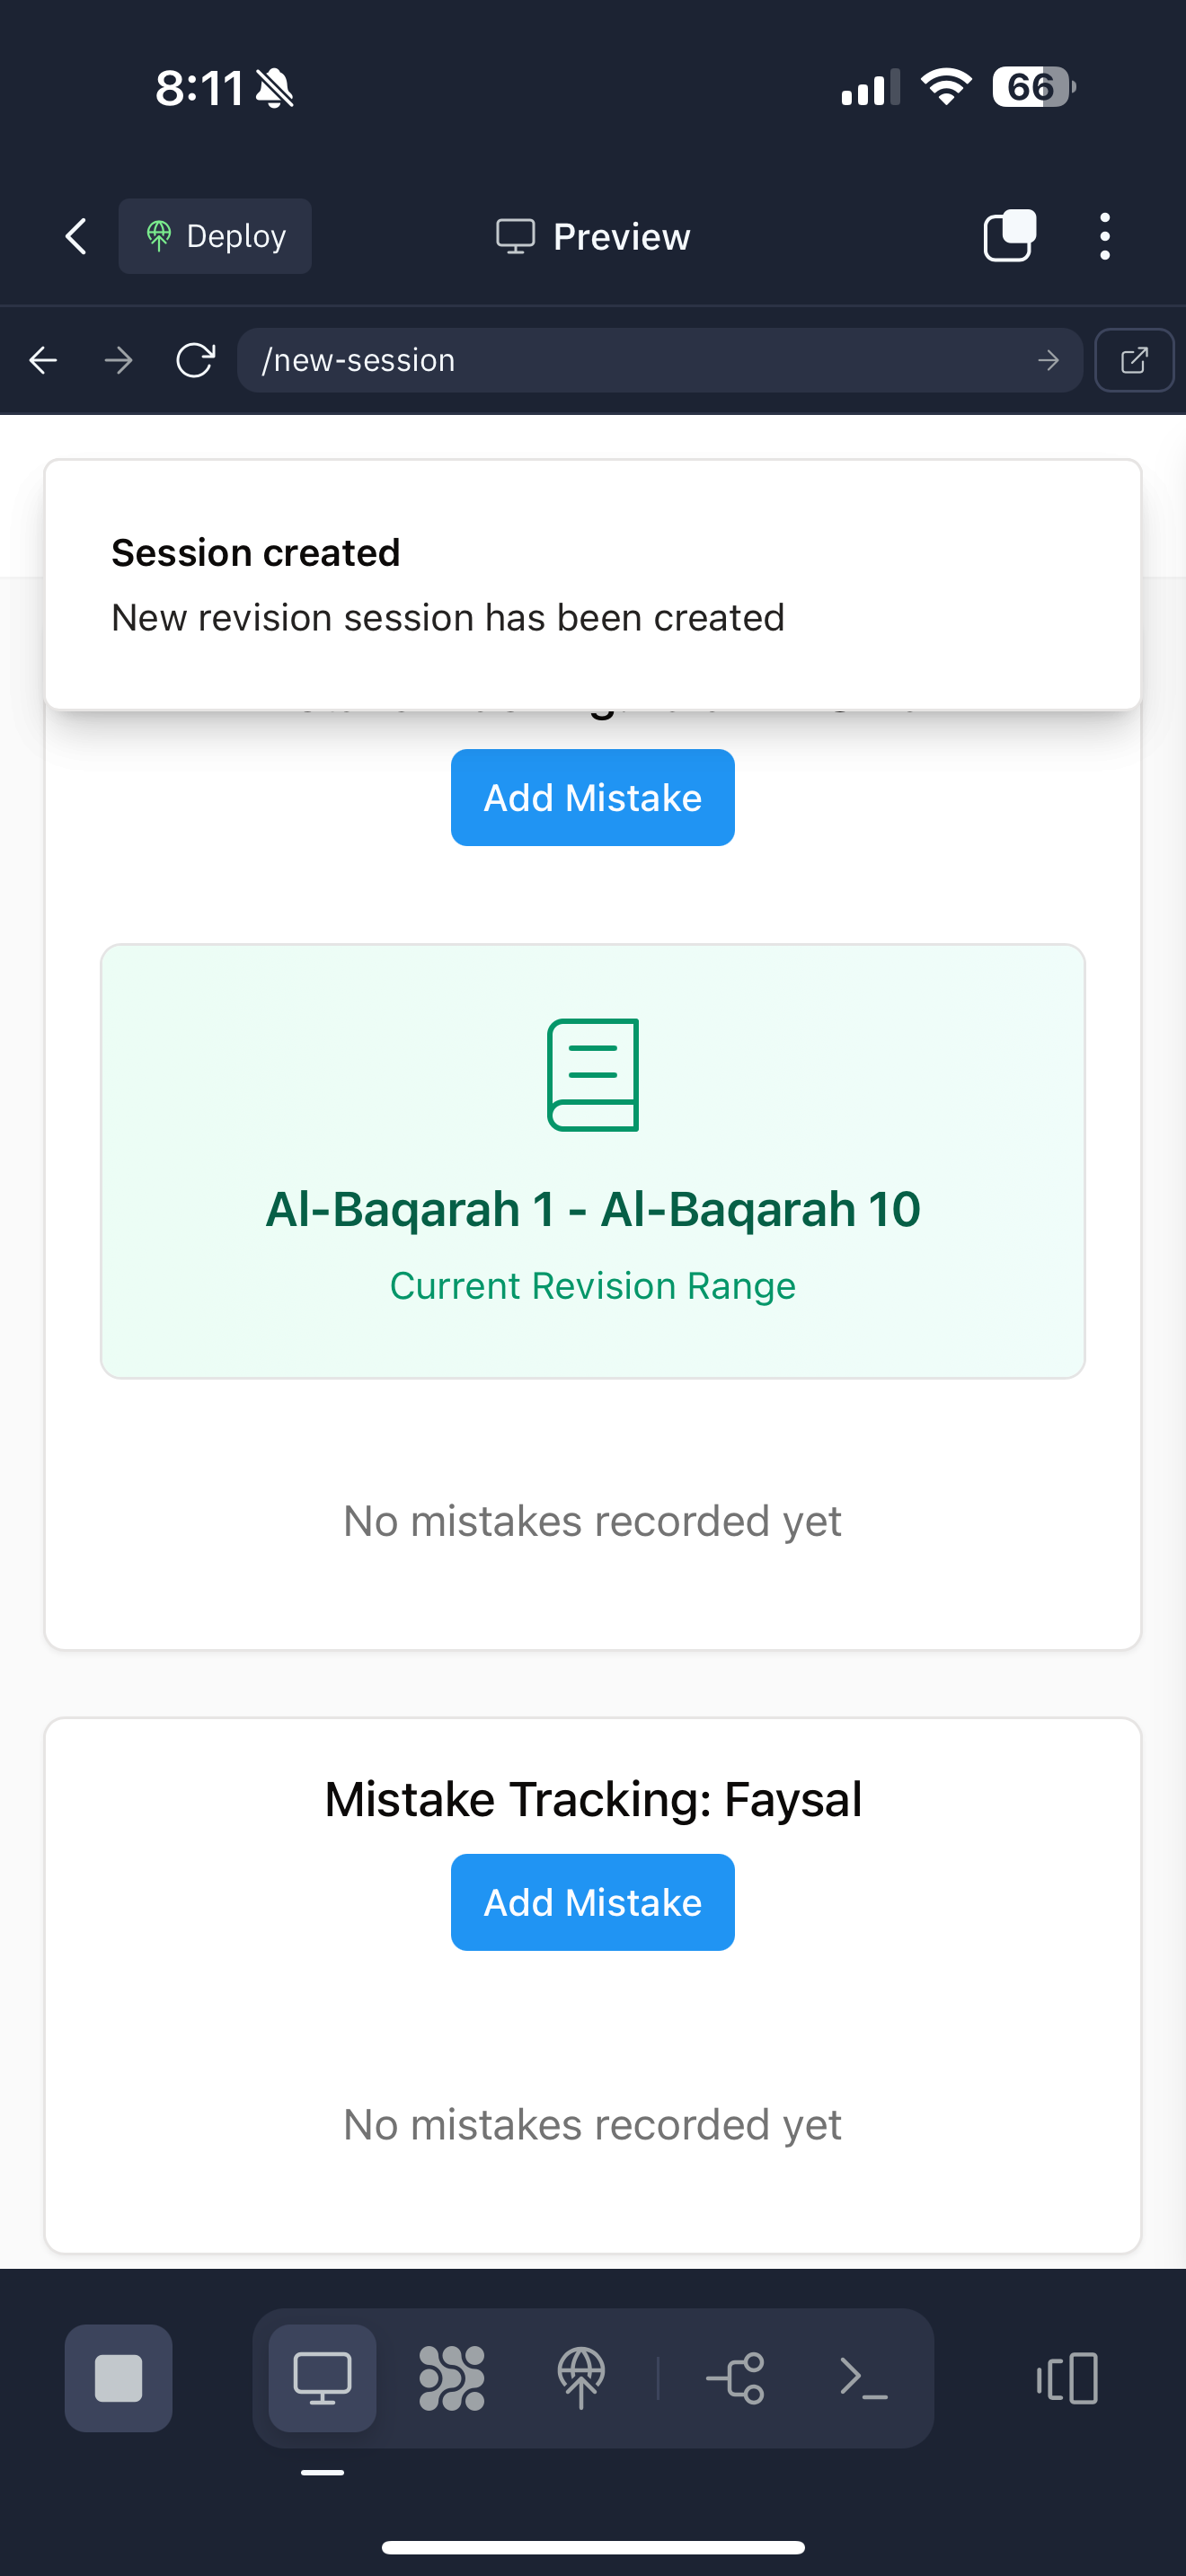 8:11
66
Deploy
Preview
/new-session
Session created
New revision session has been created
Add Mistake
Al-Baqarah 1 - Al-Baqarah 10
Current Revision Range
No mistakes recorded yet
Mistake Tracking: Faysal
Add Mistake
No mistakes recorded yet